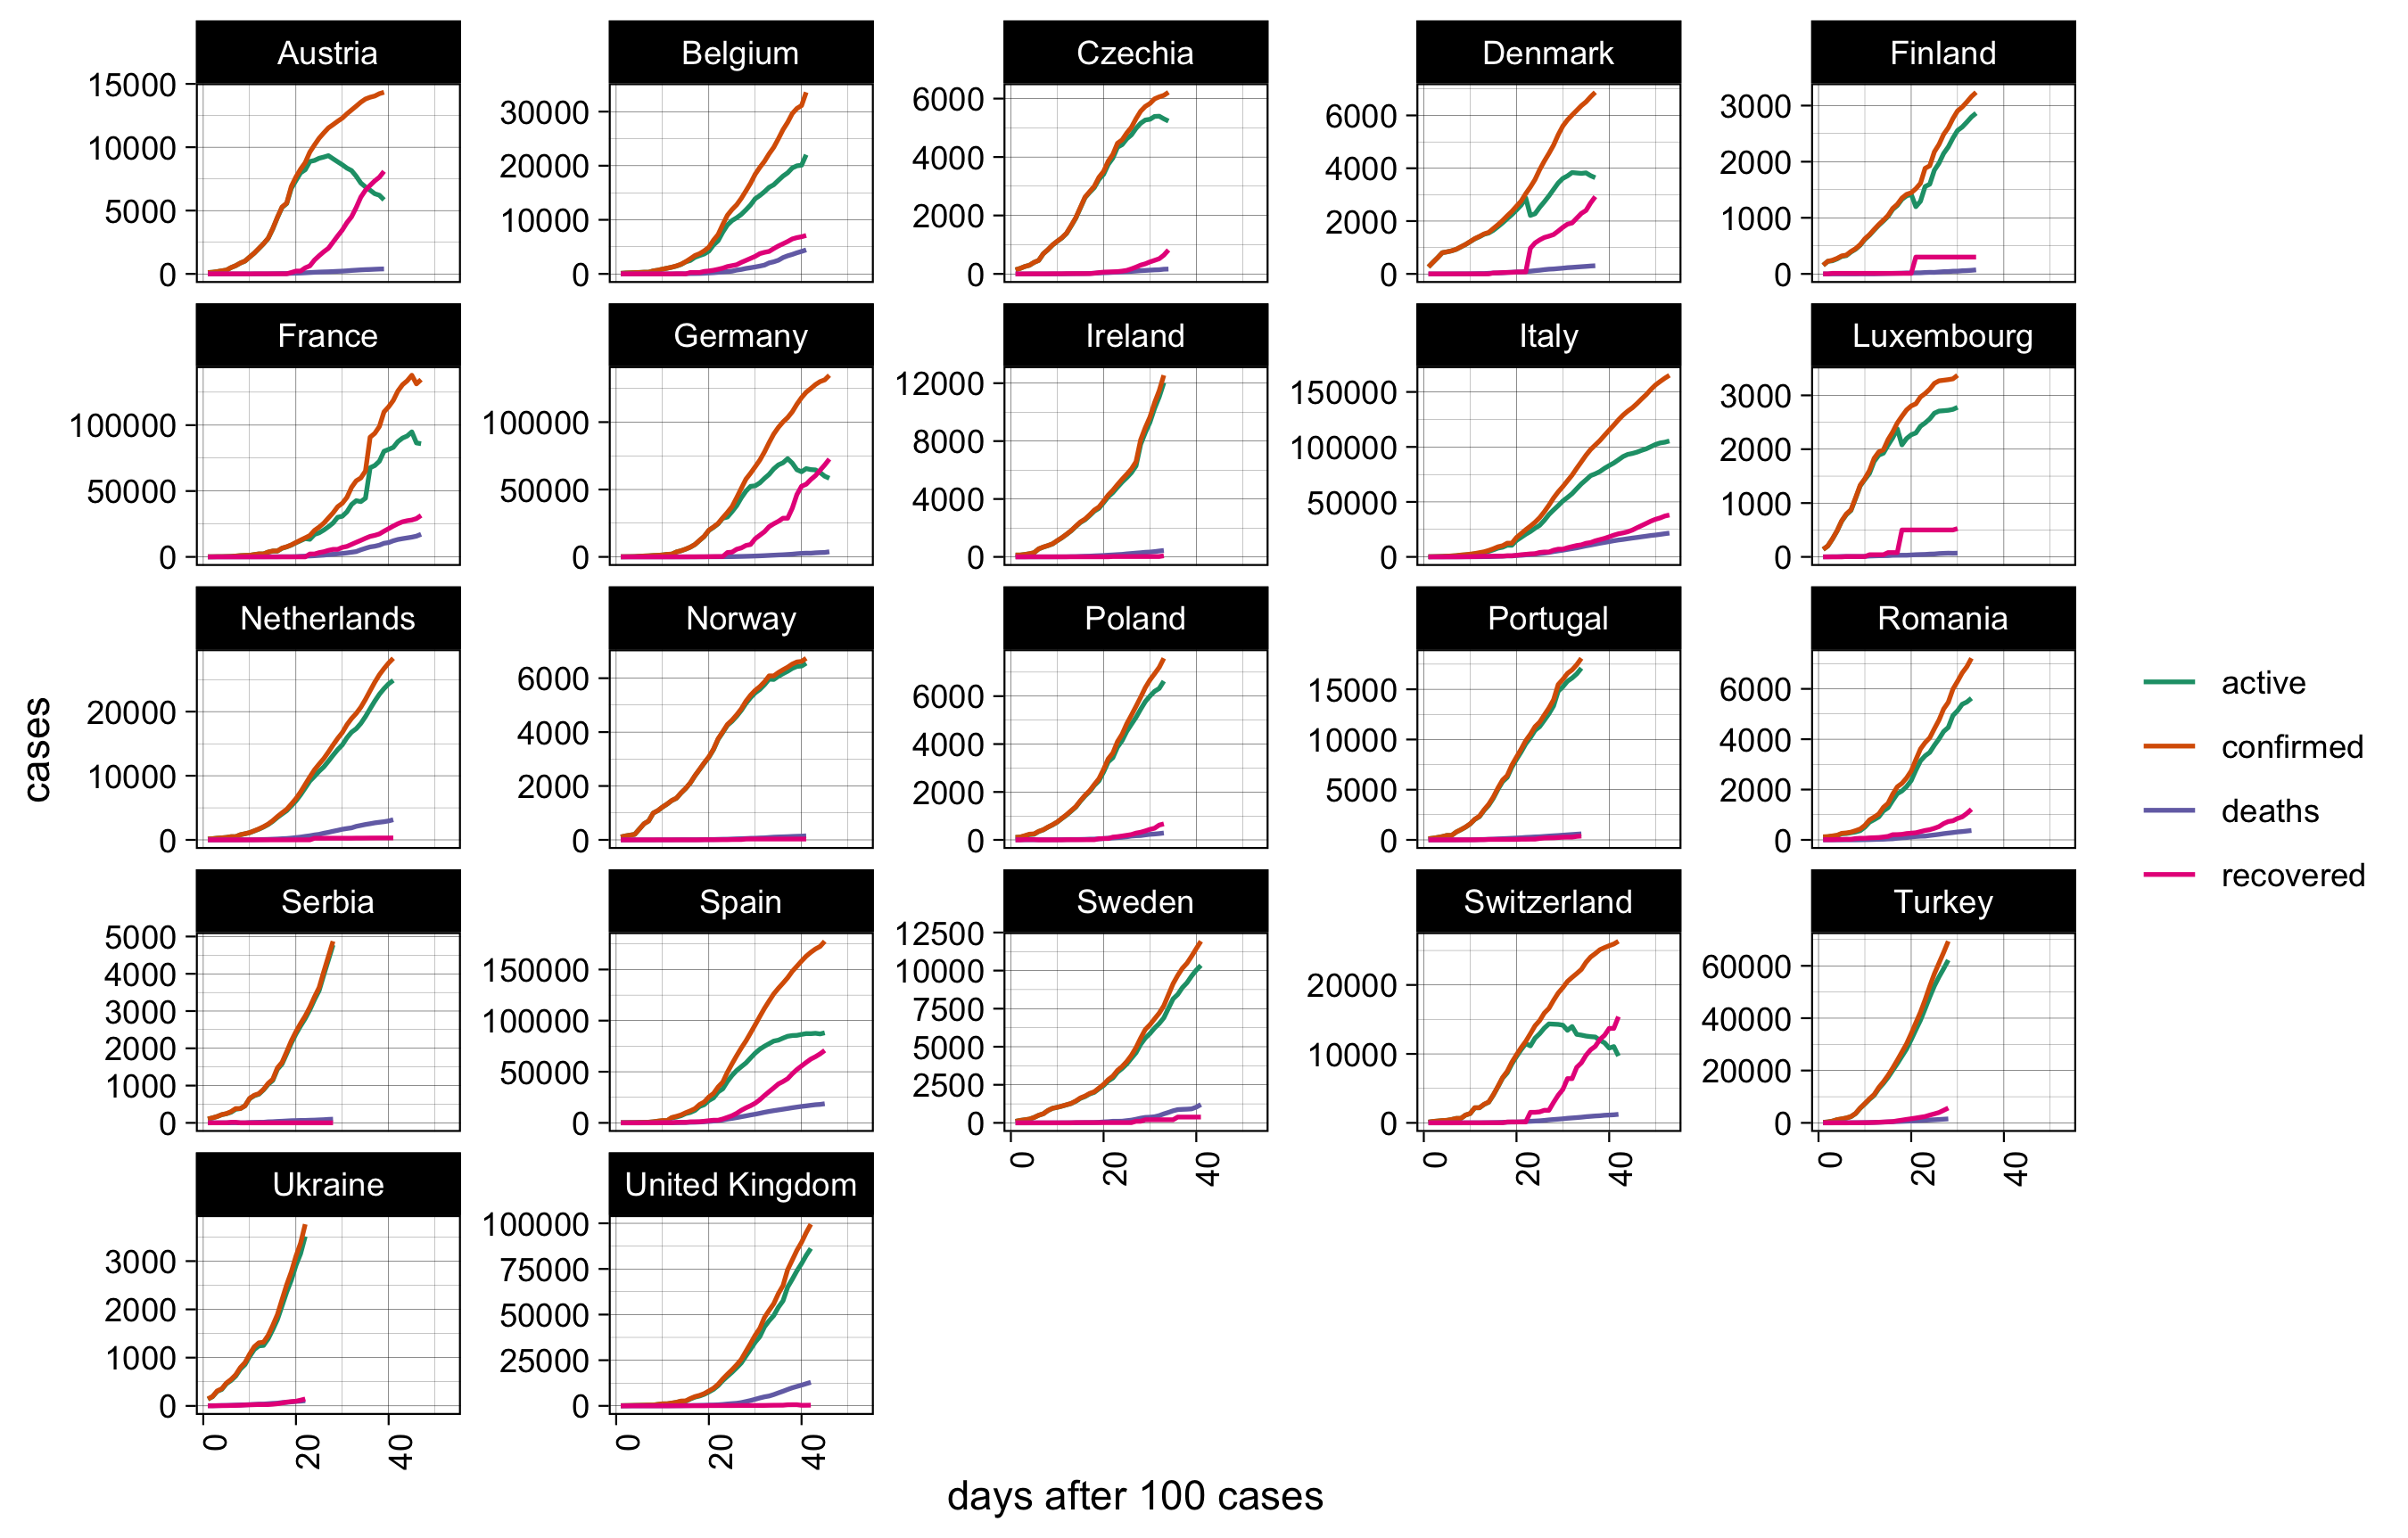 Austria
Belgium
Czechia
Denmark
Finland
15000
10000
5000
0
30000
20000
10000
0
6000
4000
2000
0
6000
4000
2000
0
3000
2000
1000
0
France
Germany
Ireland
Italy
Luxembourg
100000
50000
0
100000
50000
0
12000
8000
4000
0
150000
100000
50000
0
3000
2000
1000
0
Netherlands
Norway
Poland
Portugal
Romania
20000
10000
0
6000
4000
2000
0
6000
4000
2000
0
15000
10000
5000
0
6000
4000
2000
0
Serbia
Spain
Sweden
Switzerland
Turkey
5000
4000
3000
2000
1000
0
150000
100000
50000
0
12500
10000
7500
5000
2500
0
20000
10000
0
60000
40000
20000
0
0 20 40
0 20 40
0 20 40
Ukraine
United Kingdom
3000
2000
1000
0
100000
75000
50000
25000
0
0 20 40
0 20 40
days after 100 cases
cases
active
confirmed
deaths
recovered